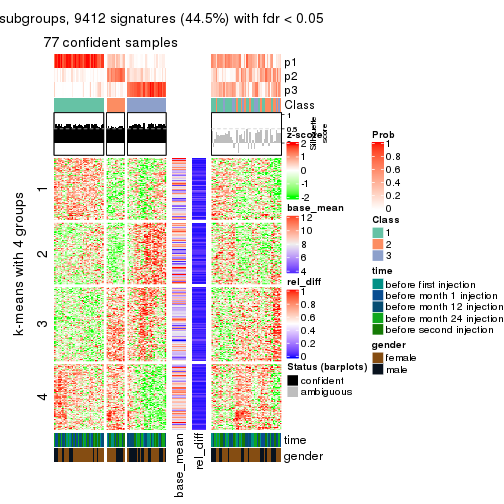 subgroups, 9412 signatures (44.5%) with fdr < 0.05
77 confident samples
p1
p2
p3
Class
1
0.5
0
Silhouette
score
k-means with 4 groups
1
2
3
4
time
gender
base_mean
rel_diff
z-score
2
1
0
-1
-2
base_mean
12
10
8
6
4
rel_diff
1
0.8
0.6
0.4
0.2
0
Status (barplots)
confident
ambiguous
Prob
1
0.8
0.6
0.4
0.2
0
Class
1
2
3
time
before first injection
before month 1 injection
before month 12 injection
before month 24 injection
before second injection
gender
female
male